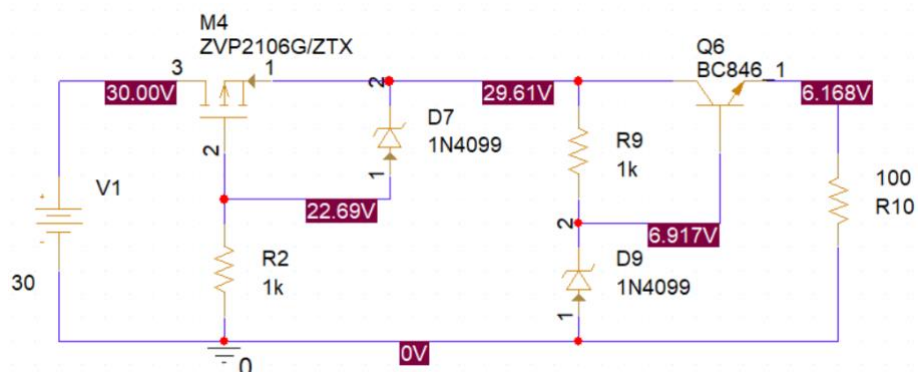 M4
ZVP2106G/ZTX
3
1
30.00V
2
2
29.61V
Q6
BC846_1
6.168V
D7
1N4099
1
R9
1k
100
R10
V1
22.69V
2
6.917V
R2
1k
D9
1N4099
30
1
0V
0